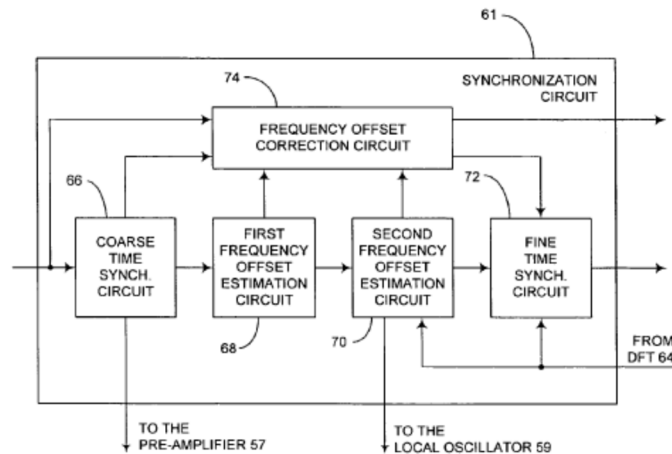 61
74
SYNCHRONIZATION
CIRCUIT
FREQUENCY OFFSET
CORRECTION CIRCUIT
66
72
COARSE
TIME
SYNCH.
CIRCUIT
FIRST
FREQUENCY
OFFSET
ESTIMATION
CIRCUIT
SECOND
FREQUENCY
OFFSET
ESTIMATION
CIRCUIT
FINE
TIME
SYNCH.
CIRCUIT
68
70
FROM
DFT 64
TO THE
PRE-AMPLIFIER 57
TO THE
LOCAL OSCILLATOR 59